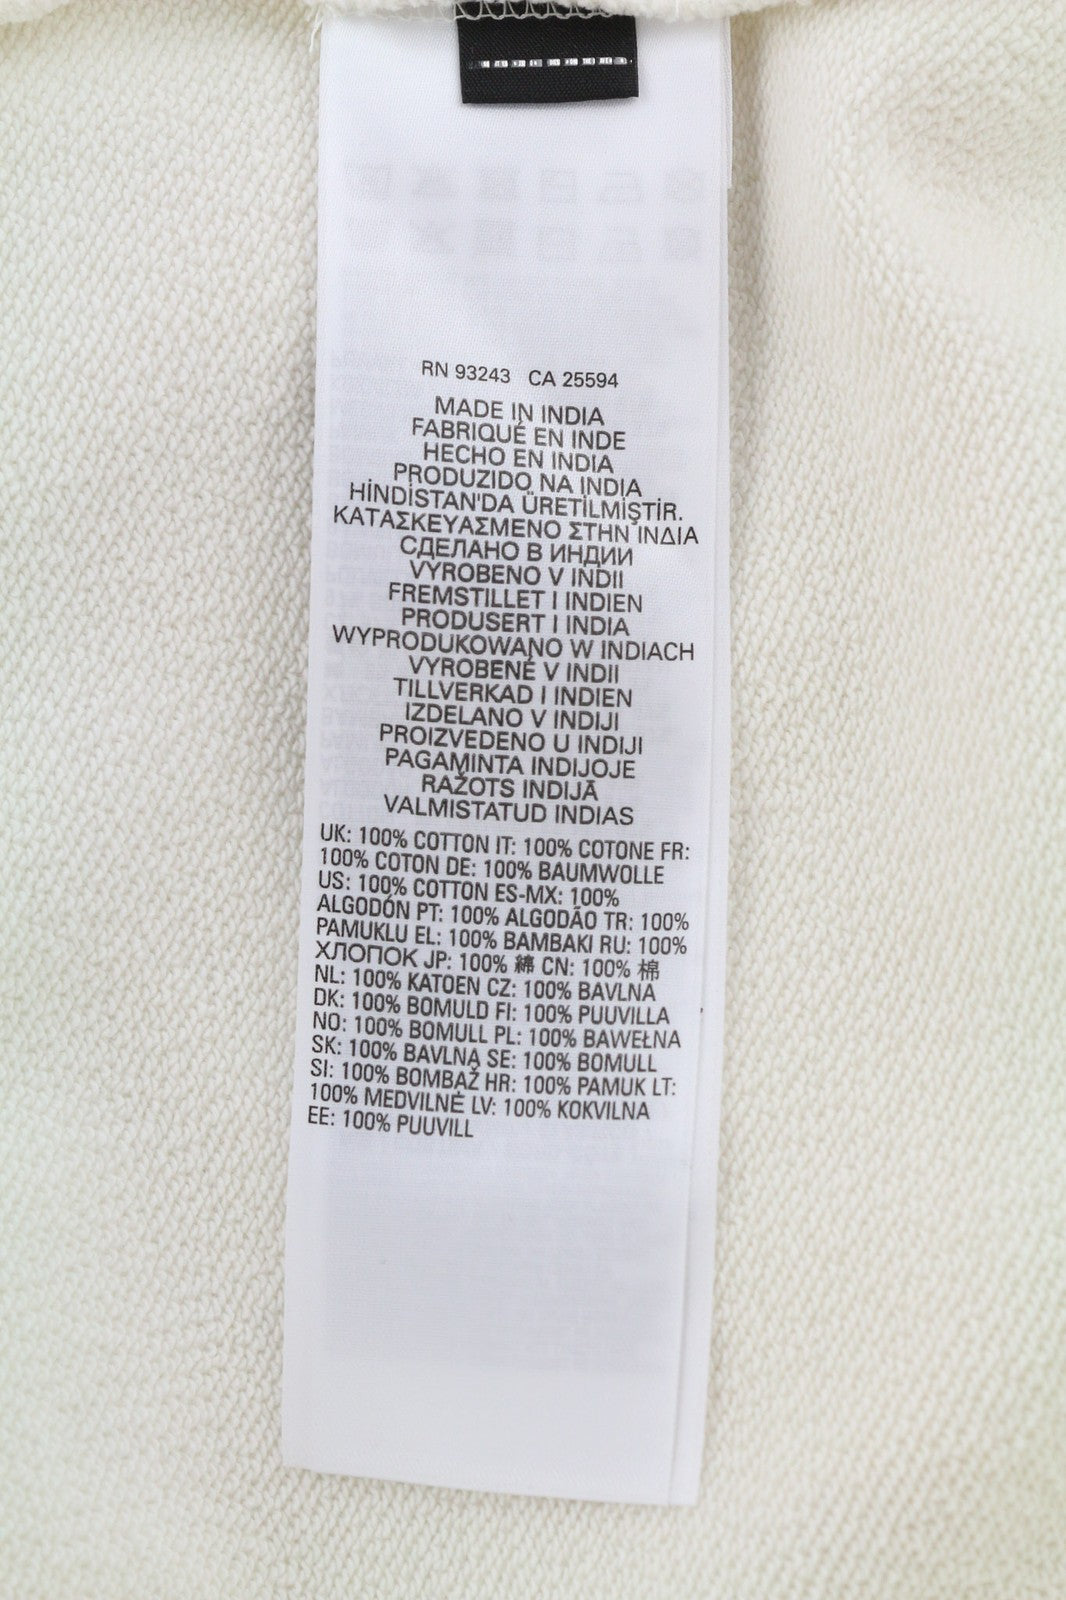 RN 93243 CA 25594
MADE IN INDIA
FABRIQUÉ EN INDE
HECHO EN INDIA
PRODUZIDO NA INDIA
HİNDİSTAN'DA ÜRETİLMİŞTİR.
ΚΑΤΑΣΚΕΥΑΣΜΕΝΟ ΣΤΗΝ ΙΝΔΙΑ
СДЕЛАНО В ИНДИИ
VYROBENO V INDII
FREMSTILLET I INDIEN
PRODUSERT I INDIA
WYPRODUKOWANO W INDIACH
VYROBENÉ V INDII
TILLVERKAD I INDIEN
IZDELANO V INDIJI
PROIZVEDENO U INDIJI
PAGAMINTA INDIJOJE
RAŽOTS INDIJĀ
VALMISTATUD INDIAS
UK: 100% COTTON IT: 100% COTONE FR:
100% COTON DE: 100% BAUMWOLLE
US: 100% COTTON ES-MX: 100%
ALGODÓN PT: 100% ALGODÃO TR: 100%
PAMUKLU EL: 100% BAMBAKI RU: 100%
ХЛОПОК JP: 100% 綿 CN: 100% 棉
NL: 100% KATOEN CZ: 100% BAVLNA
DK: 100% BOMULD FI: 100% PUUVILLA
NO: 100% BOMULL PL: 100% BAWEŁNA
SK: 100% BAVLNA SE: 100% BOMULL
SI: 100% BOMBAŽ HR: 100% PAMUK LT:
100% MEDVILNĖ LV: 100% KOKVILNA
EE: 100% PUUVILL